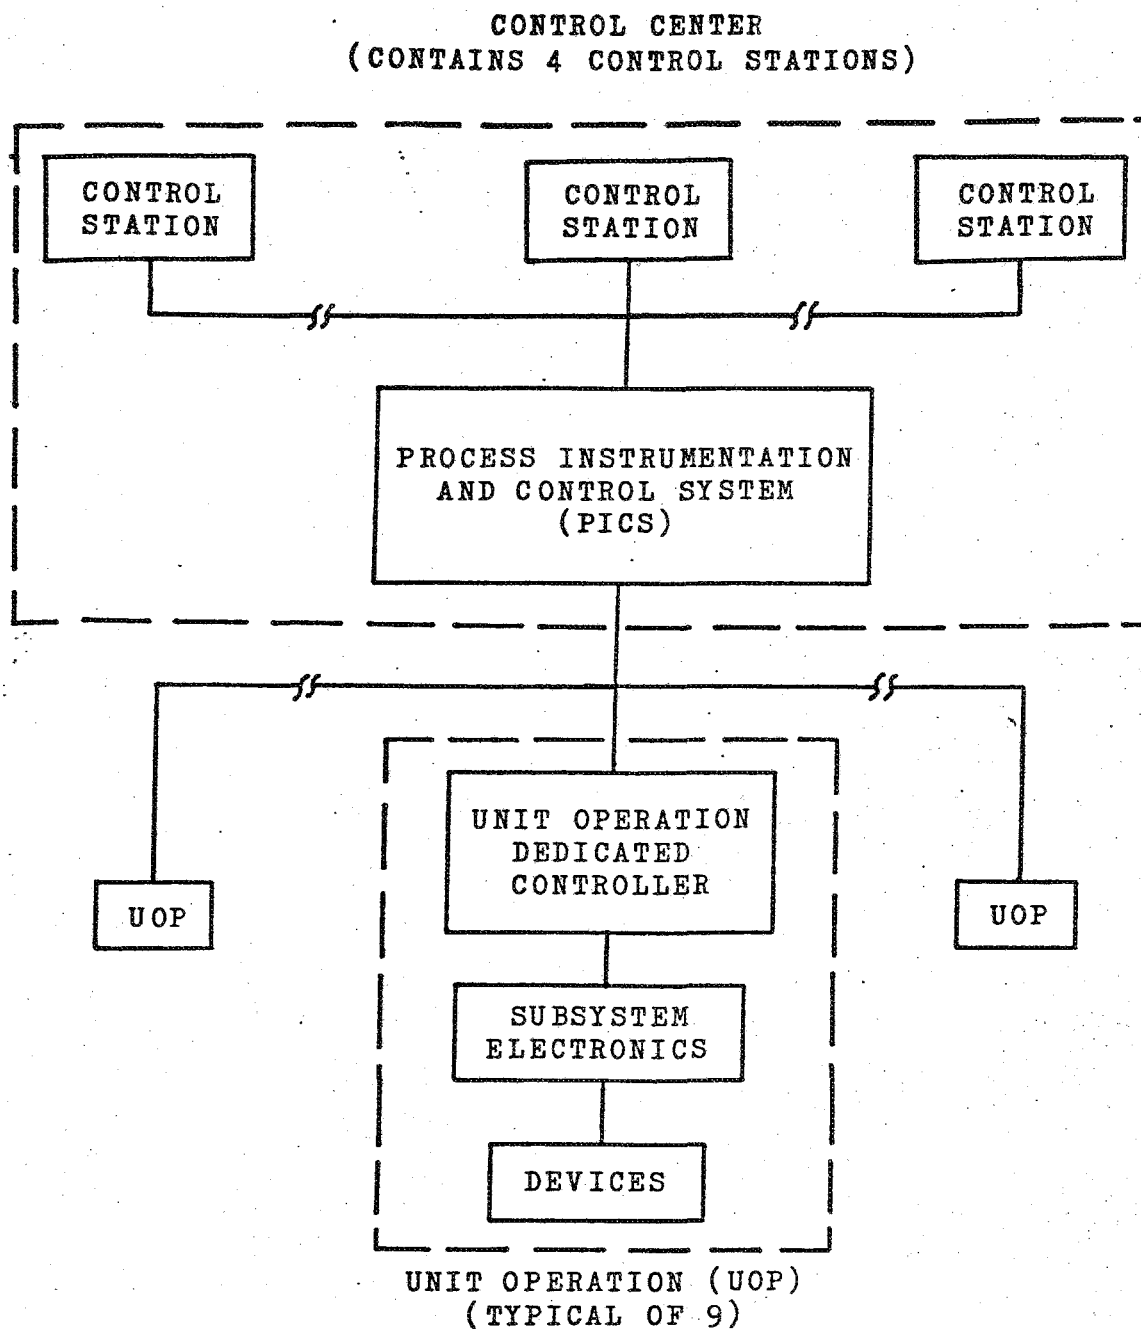 CONTROL CENTER
(CONTAINS 4 CONTROL STATIONS)
CONTROL
STATION
CONTROL
STATION
CONTROL
STATION
PROCESS INSTRUMENTATION
AND CONTROL SYSTEM
(PICS)
UNIT OPERATION
DEDICATED
CONTROLLER
UOP
UOP
SUBSYSTEM
ELECTRONICS
DEVICES
UNIT OPERATION (UOP)
(TYPICAL OF 9)